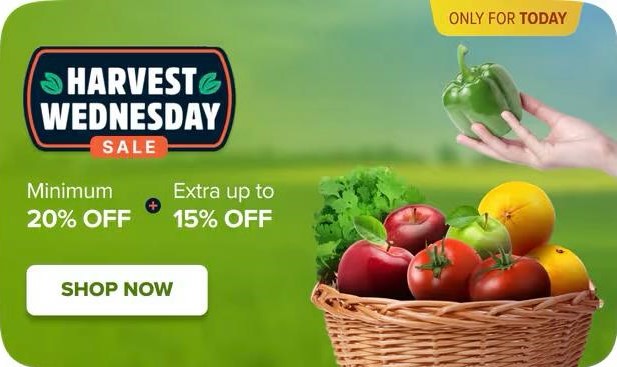 ONLY FOR TODAY
HARVEST
WEDNESDAY
SALE
Minimum
20% OFF
+
Extra up to
15% OFF
SHOP NOW